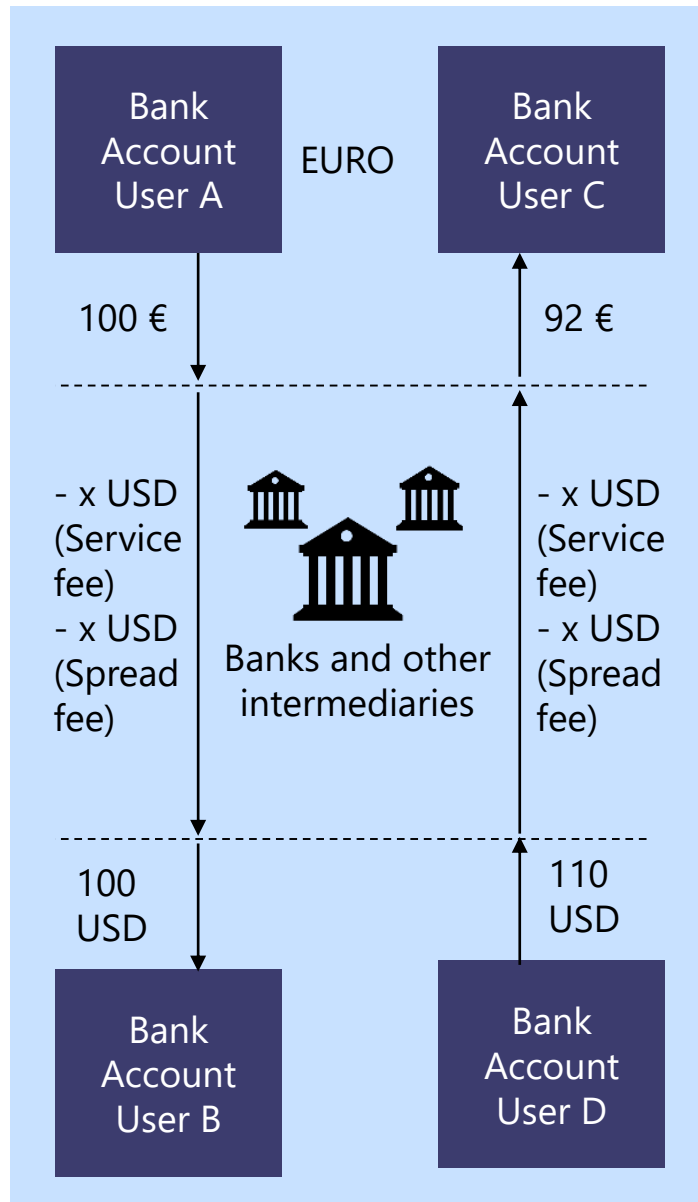 Bank
Account
User A
EURO
Bank
Account
User C
100 €
92 €
- x USD
(Service
fee)
- x USD
(Spread
fee)
Banks and other
intermediaries
- x USD
(Service
fee)
- x USD
(Spread
fee)
100
USD
110
USD
Bank
Account
User B
Bank
Account
User D